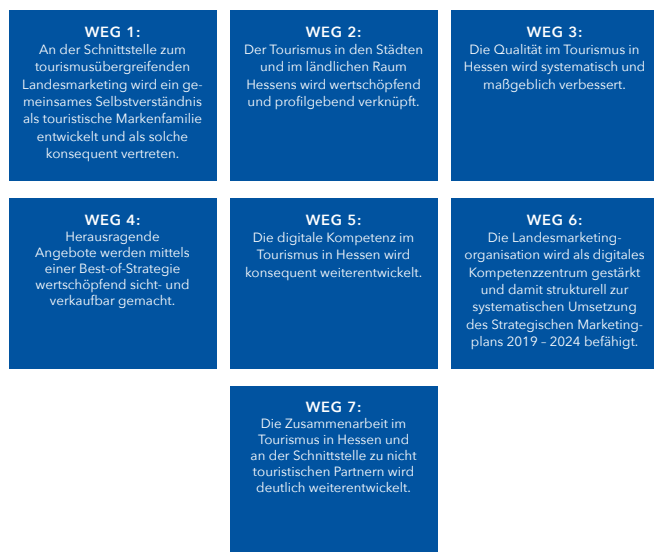 WEG 1:
An der Schnittstelle zum
tourismusübergreifenden
Landesmarketing wird ein ge-
meinsames Selbstverständnis
als touristische Markenfamilie
entwickelt und als solche
konsequent vertreten.
WEG 2:
Der Tourismus in den Städten
und im ländlichen Raum
Hessens wird wertschöpfend
und profilgebend verknüpft.
WEG 3:
Die Qualität im Tourismus in
Hessen wird systematisch und
maßgeblich verbessert.
WEG 4:
Herausragende
Angebote werden mittels
einer Best-of-Strategie
wertschöpfend sicht- und
verkaufbar gemacht.
WEG 5:
Die digitale Kompetenz im
Tourismus in Hessen wird
konsequent weiterentwickelt.
WEG 6:
Die Landesmarketing-
organisation wird als digitales
Kompetenzzentrum gestärkt
und damit strukturell zur
systematischen Umsetzung
des Strategischen Marketing-
plans 2019 – 2024 befähigt.
WEG 7:
Die Zusammenarbeit im
Tourismus in Hessen und
an der Schnittstelle zu nicht
touristischen Partnern wird
deutlich weiterentwickelt.